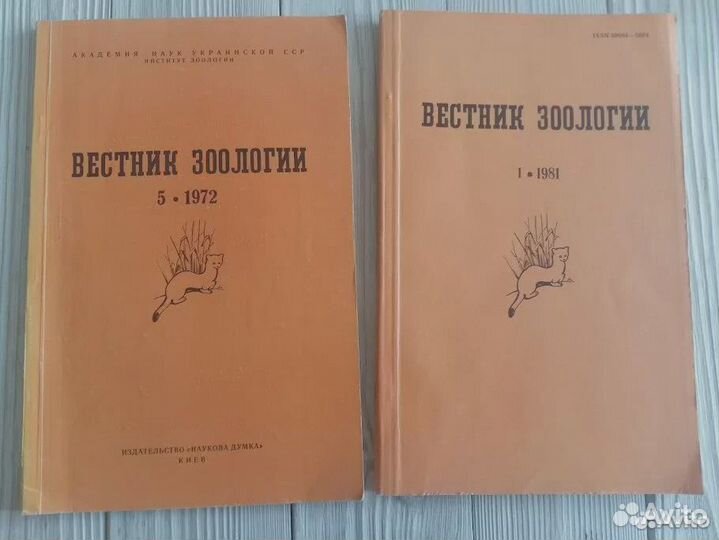 АКАДЕМИЯ НАУК УКРАИНСКОЙ ССР
ИНСТИТУТ ЗООЛОГИИ
ВЕСТНИК ЗООЛОГИИ
5 • 1972
ИЗДАТЕЛЬСТВО «НАУКОВА ДУМКА»
КИЕВ
ВЕСТНИК ЗООЛОГИИ
1 • 1981
Avito